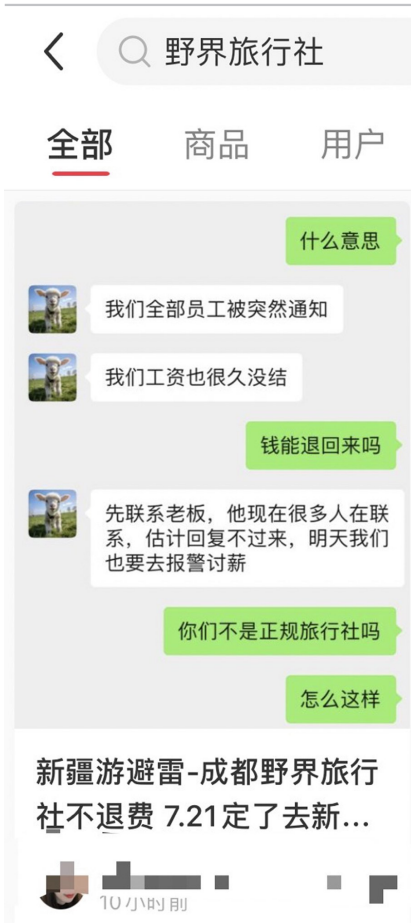 野界旅行社
全部 商品 用户
什么意思
我们全部员工被突然通知
我们工资也很久没结
钱能退回来吗
先联系老板，他现在很多人在联
系，估计回复不过来，明天我们
也要去报警讨薪
你们不是正规旅行社吗
怎么这样
新疆游避雷-成都野界旅行
社不退费 7.21定了去新...
10小时前